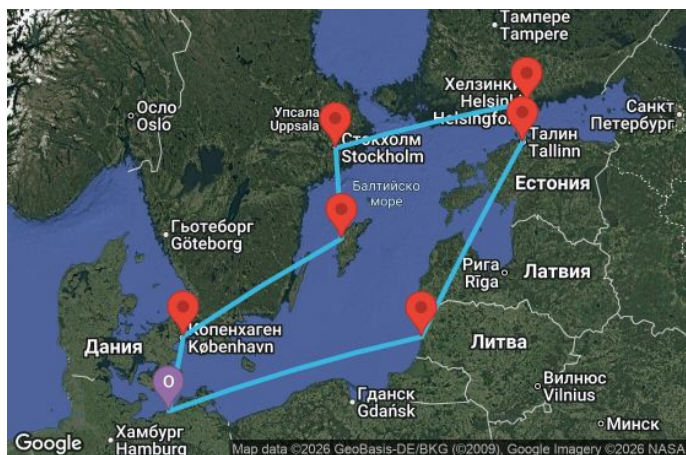 Тампере
Tampere
Осло
Oslo
Упсала
Uppsala
Хелзинки
Helsinki
Helsingfors
Санкт
Петербург
Стокхолм
Stockholm
Талин
Tallinn
Балтийско
море
ЕСТОНИЯ
Гьотеборг
Göteborg
Рига
Rīga
ЛАТВИЯ
Копенхаген
København
Дания
ЛИТВА
О
Гданск
Gdańsk
Вилнюс
Vilnius
Минск
Хамбург
Hamburg
Google
Map data ©2026 GeoBasis-DE/BKG (©2009), Google Imagery ©2026 NASA